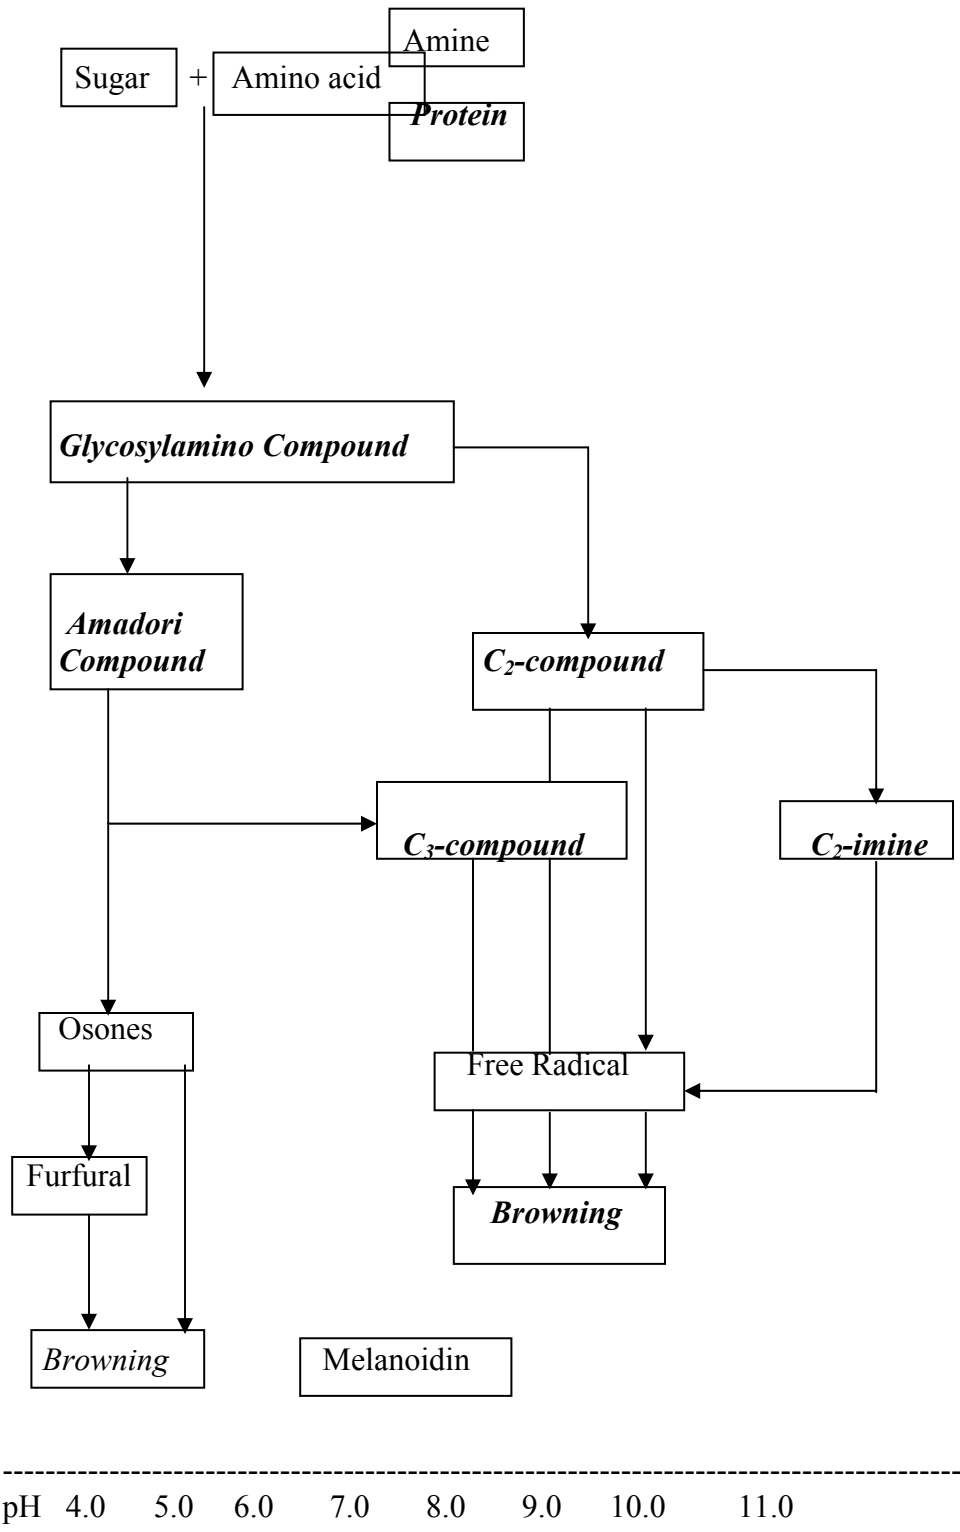 Amine
Sugar + Amino acid
Protein
Glycosylamino Compound
Amadori
Compound
C₂-compound
C₃-compound
C₂-imine
Osones
Free Radical
Furfural
Browning
Browning
Melanoidin
pH 4.0 5.0 6.0 7.0 8.0 9.0 10.0 11.0